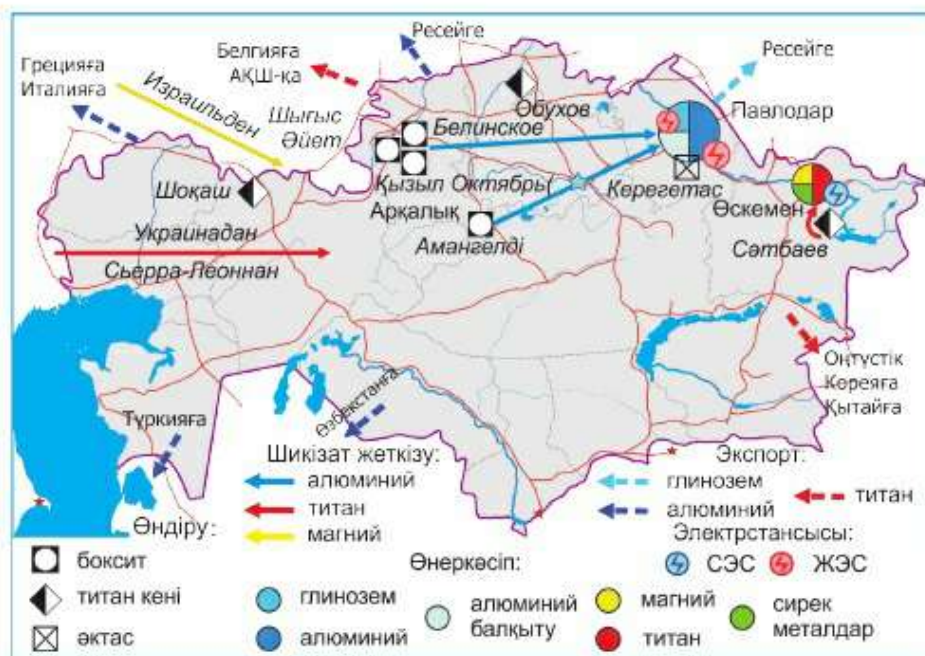 Ресейге
Белгияға
АҚШ-қа
Ресейге
Грецияға
Италияға
Израильден
Шығыс
Әйет
Обухов
Павлодар
Белинское
Қызыл Октябрь
Керегетас
Шоқаш
Арқалық
Өскемен
Украинадан
Амангелді
Сәтбаев
Сьерра-Леоннан
Оңтүстік
Кореяға
Қытайға
Өзбекстанға
Түркияға
Шикізат жеткізу:
алюминий
титан
магний
Экспорт:
глинозем
титан
алюминий
Өндіру:
боксит
титан кені
әктас
Өнеркәсіп:
глинозем
алюминий
алюминий
балқыту
магний
титан
сирек
металдар
Электрстансысы:
СЭС
ЖЭС